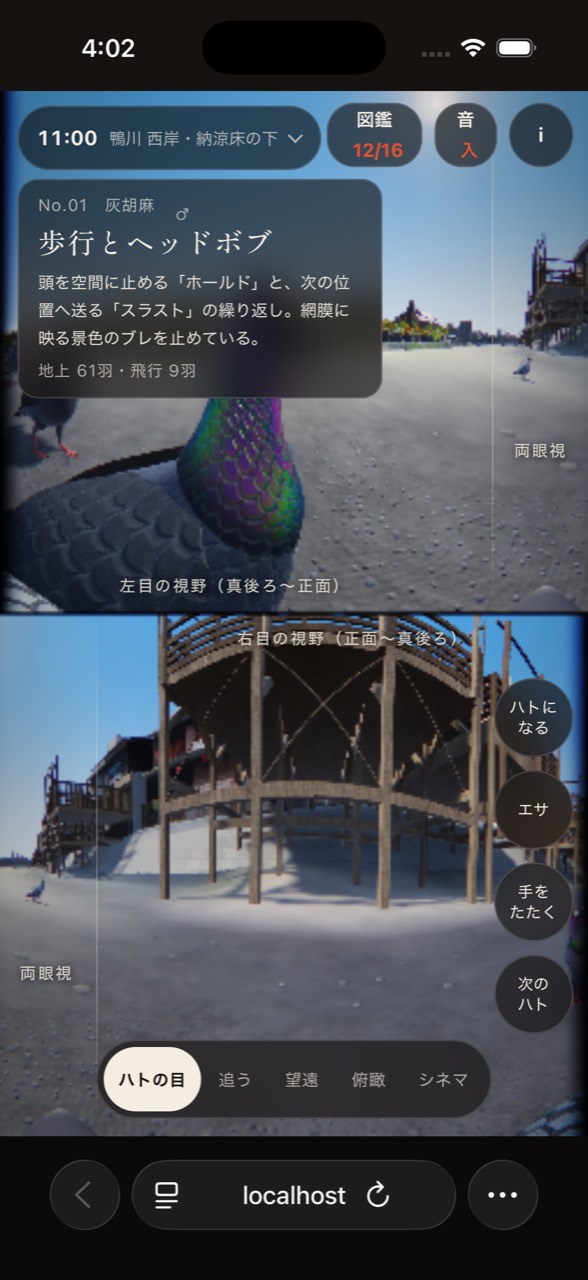 4:02
11:00 鴨川 西岸・納涼床の下
図鑑
12/16
音
入
i
No.01 灰胡麻 ♂
歩行とヘッドボブ
頭を空間に止める「ホールド」と、次の位
置へ送る「スラスト」の繰り返し。網膜に
映る景色のブレを止めている。
地上 61羽・飛行 9羽
両眼視
左目の視野（真後ろ〜正面）
右目の視野（正面〜真後ろ）
ハトに
なる
エサ
手を
たたく
両眼視
次の
ハト
ハトの目 追う 望遠 俯瞰 シネマ
localhost